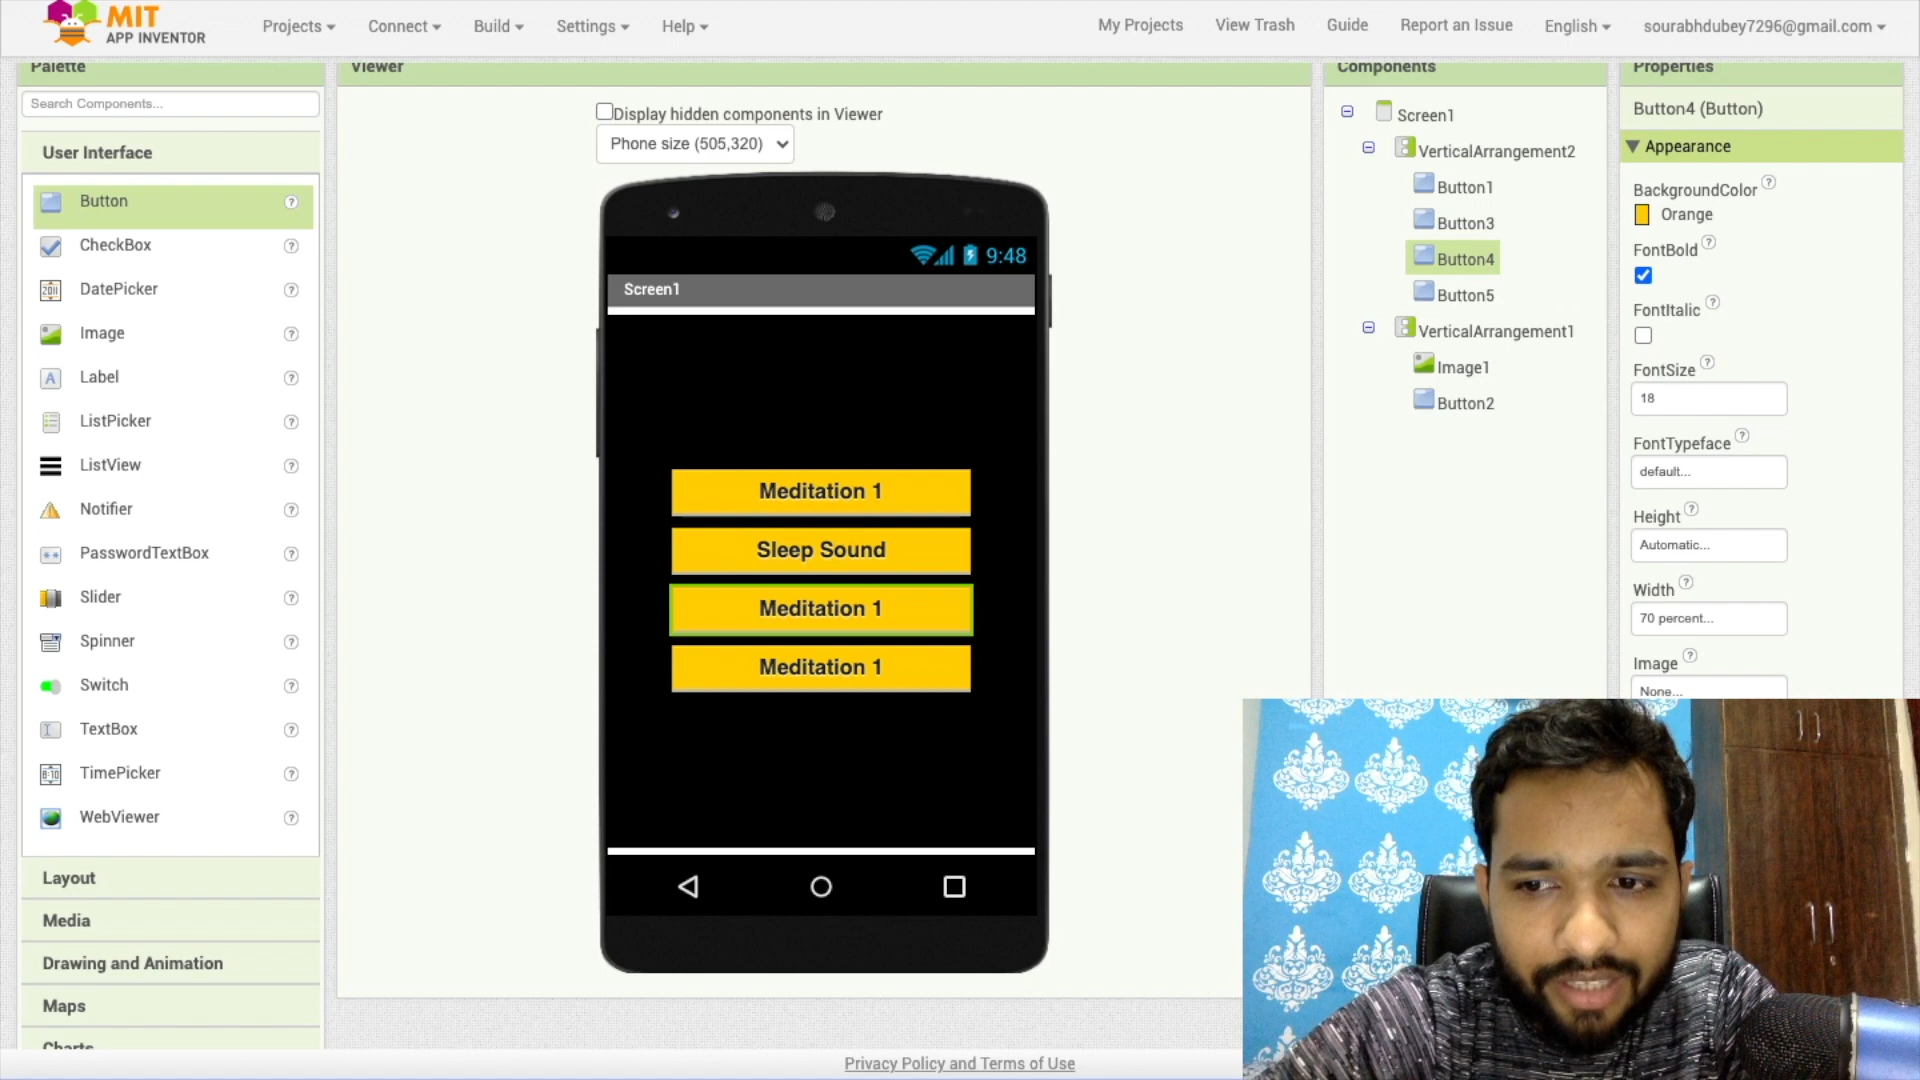 MIT
APP INVENTOR
Projects
Connect
Build
Settings
Help
My Projects
View Trash
Guide
Report an Issue
English
sourabhdubey7296@gmail.com
Palette
Search Components...
User Interface
Button
CheckBox
DatePicker
Image
Label
ListPicker
ListView
Notifier
PasswordTextBox
Slider
Spinner
Switch
TextBox
TimePicker
WebViewer
Layout
Media
Drawing and Animation
Maps
Charts
Viewer
Display hidden components in Viewer
Phone size (505,320)
9:48
Screen1
Meditation 1
Sleep Sound
Meditation 1
Meditation 1
Components
Screen1
VerticalArrangement2
Button1
Button3
Button4
Button5
VerticalArrangement1
Image1
Button2
Properties
Button4 (Button)
Appearance
BackgroundColor
Orange
FontBold
FontItalic
FontSize
18
FontTypeface
default...
Height
Automatic...
Width
70 percent...
Image
None...
Privacy Policy and Terms of Use